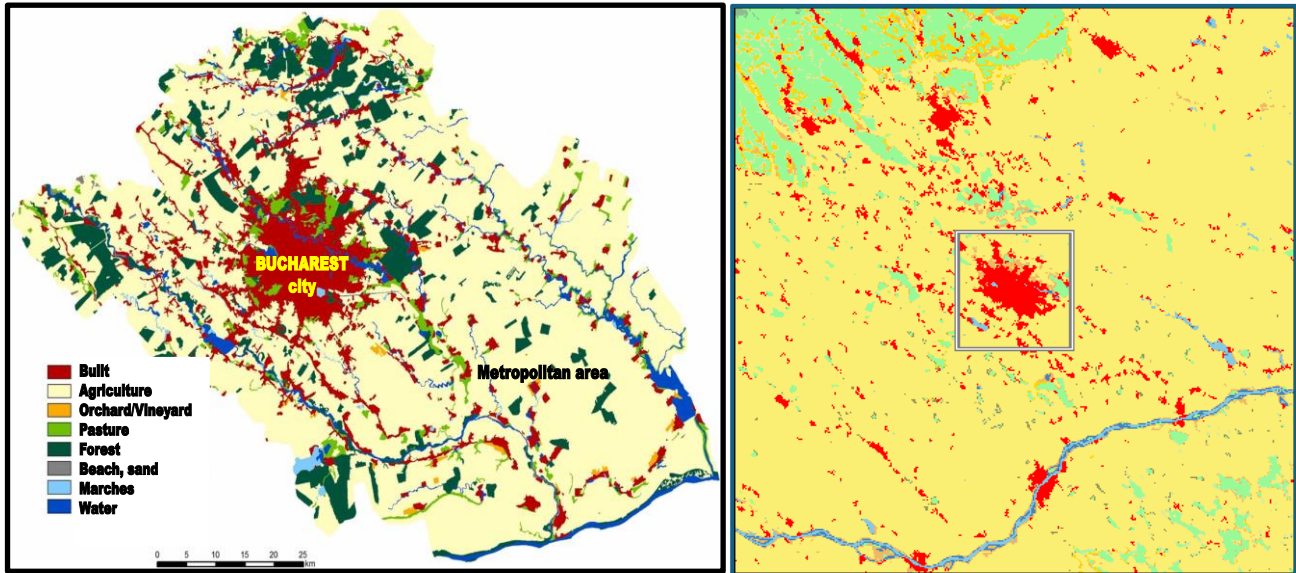 BUCHAREST
city
Metropolitan area
Built
Agriculture
Orchard/Vineyard
Pasture
Forest
Beach, sand
Marches
Water
0 5 10 15 20 25
km